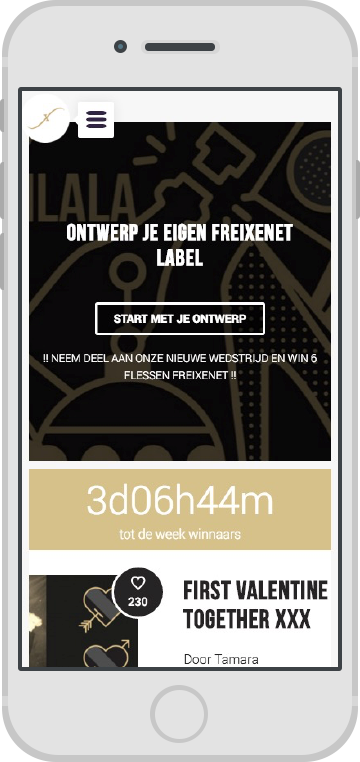 LALA
ONTWERP JE EIGEN FREIXENET
LABEL
START MET JE ONTWERP
!! NEEM DEEL AAN ONZE NIEUWE WEDSTRIJD EN WIN 6
FLESSEN FREIXENET !!
3d06h44m
tot de week winnaars
230
FIRST VALENTINE
TOGETHER XXX
Door Tamara